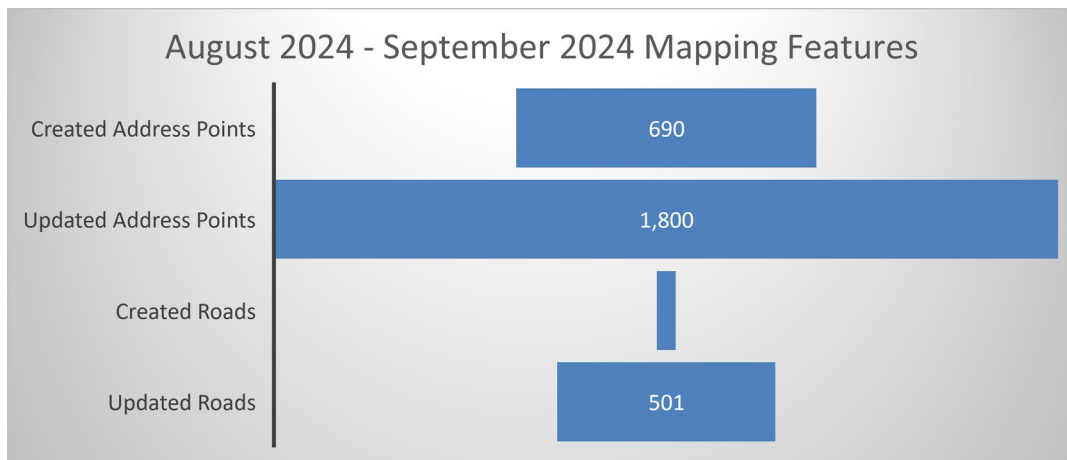 August 2024 - September 2024 Mapping Features
Created Address Points
690
Updated Address Points
1,800
Created Roads
Updated Roads
501